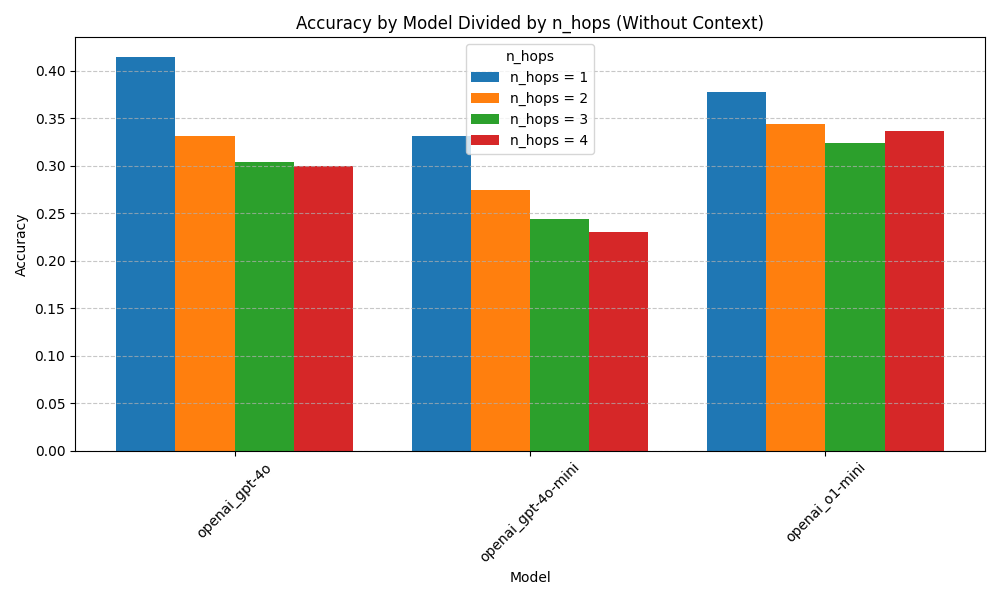 Accuracy by Model Divided by n_hops (Without Context)
n_hops
n_hops = 1
n_hops = 2
n_hops = 3
n_hops = 4
Accuracy
0.40
0.35
0.30
0.25
0.20
0.15
0.10
0.05
0.00
openai_gpt-4o
openai_gpt-4o-mini
openai_o1-mini
Model